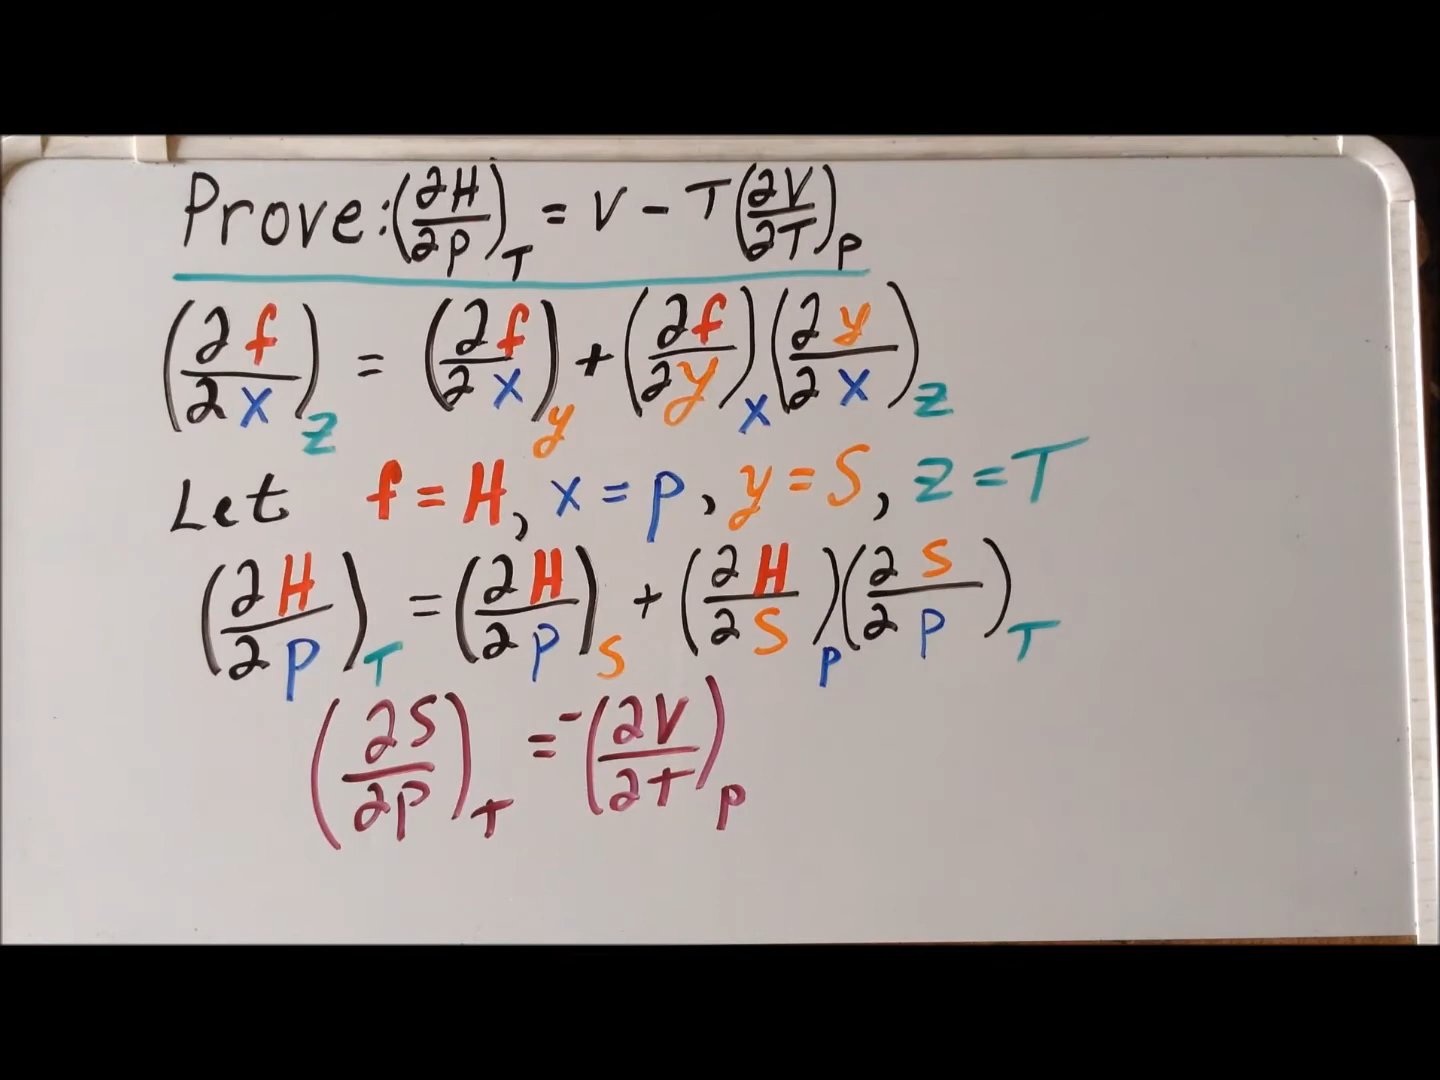 Prove: (∂H/∂P)_T = V - T(∂V/∂T)_P
(∂f/∂x)_z = (∂f/∂x)_y + (∂f/∂y)_x (∂y/∂x)_z
Let f = H, x = P, y = S, z = T
(∂H/∂P)_T = (∂H/∂P)_S + (∂H/∂S)_P (∂S/∂P)_T
(∂S/∂P)_T = -(∂V/∂T)_P